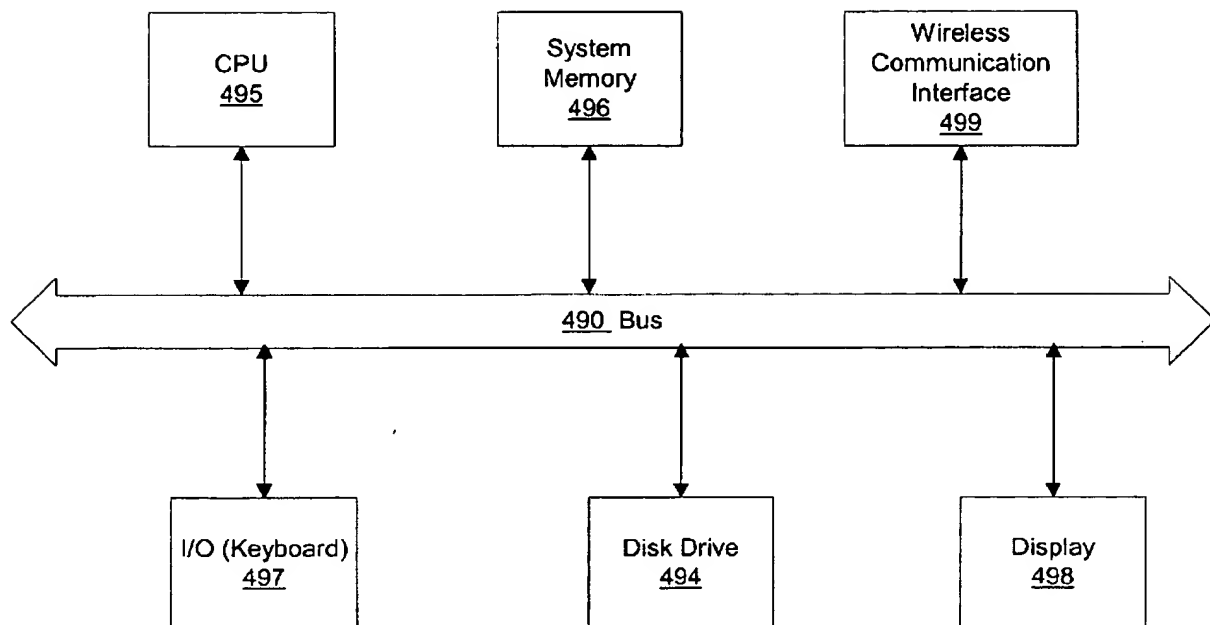 CPU
495
System
Memory
496
Wireless
Communication
Interface
499
490 Bus
I/O (Keyboard)
497
Disk Drive
494
Display
498